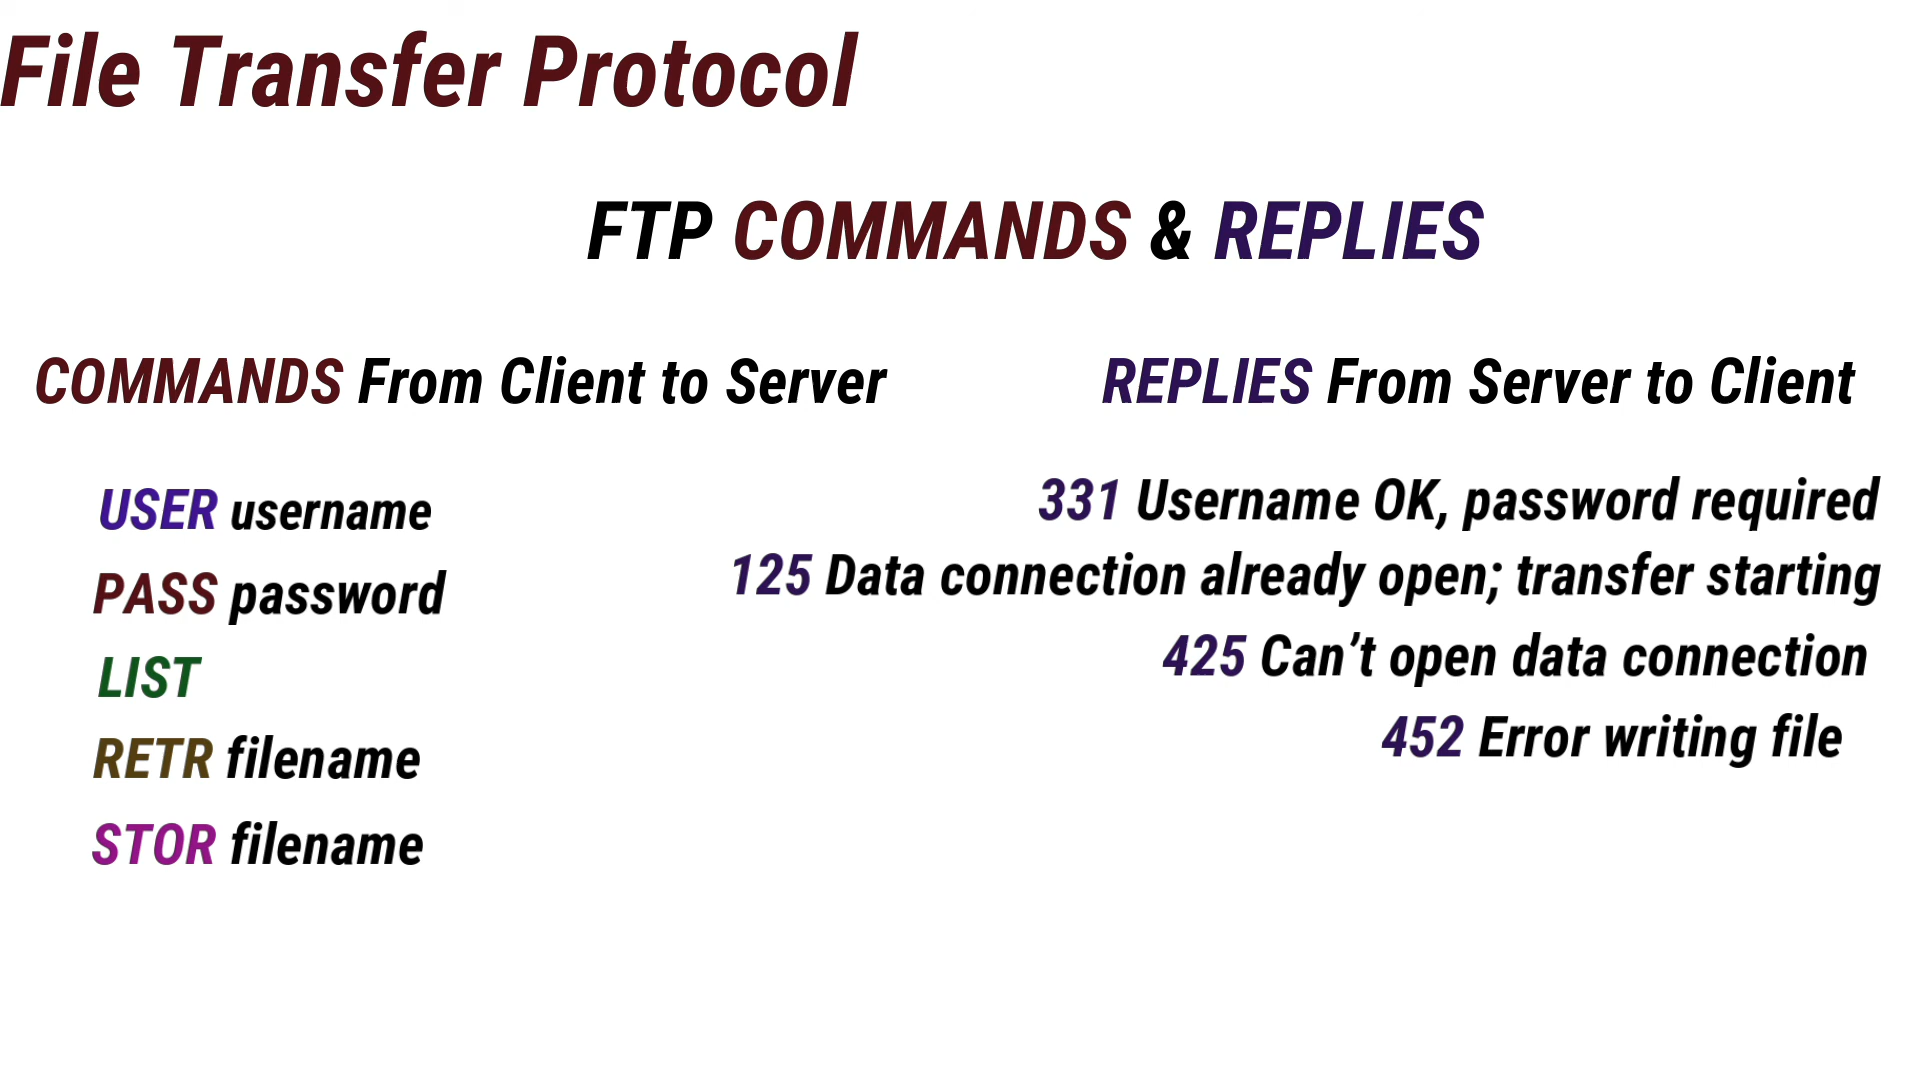 File Transfer Protocol
FTP COMMANDS & REPLIES
COMMANDS From Client to Server
USER username
PASS password
LIST
RETR filename
STOR filename
REPLIES From Server to Client
331 Username OK, password required
125 Data connection already open; transfer starting
425 Can’t open data connection
452 Error writing file